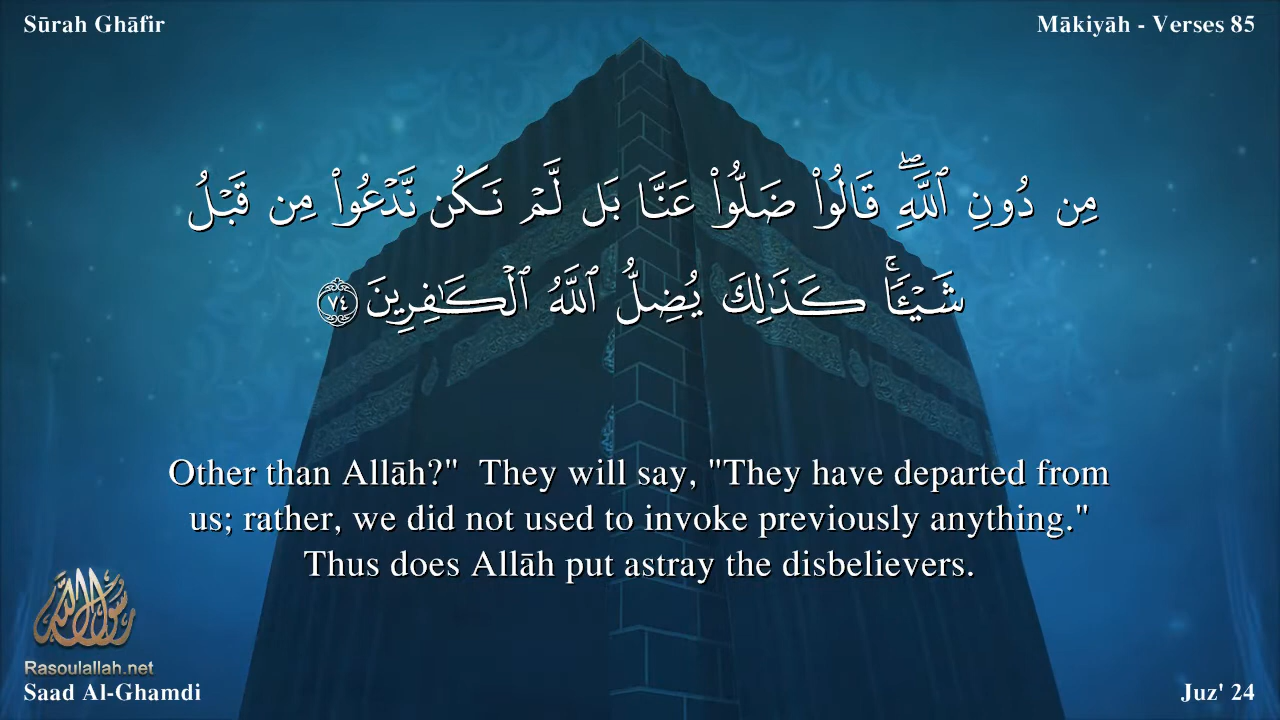 Sūrah Ghāfir
Mākiyāh - Verses 85
مِن دُونِ ٱللَّهِۖ قَالُوا۟ ضَلُّوا۟ عَنَّا بَل لَّمْ نَكُن نَّدْعُوا۟ مِن قَبْلُ
شَيْـًٔاۚ كَذَٰلِكَ يُضِلُّ ٱللَّهُ ٱلْكَـٰفِرِينَ ٧٤
Other than Allāh?"  They will say, "They have departed from
us; rather, we did not used to invoke previously anything."
Thus does Allāh put astray the disbelievers.
رسول الله
Rasoulallah.net
Saad Al-Ghamdi
Juz' 24